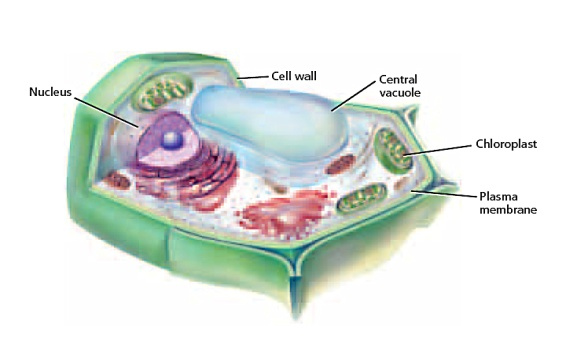 Cell wall
Central
vacuole
Nucleus
Chloroplast
Plasma
membrane